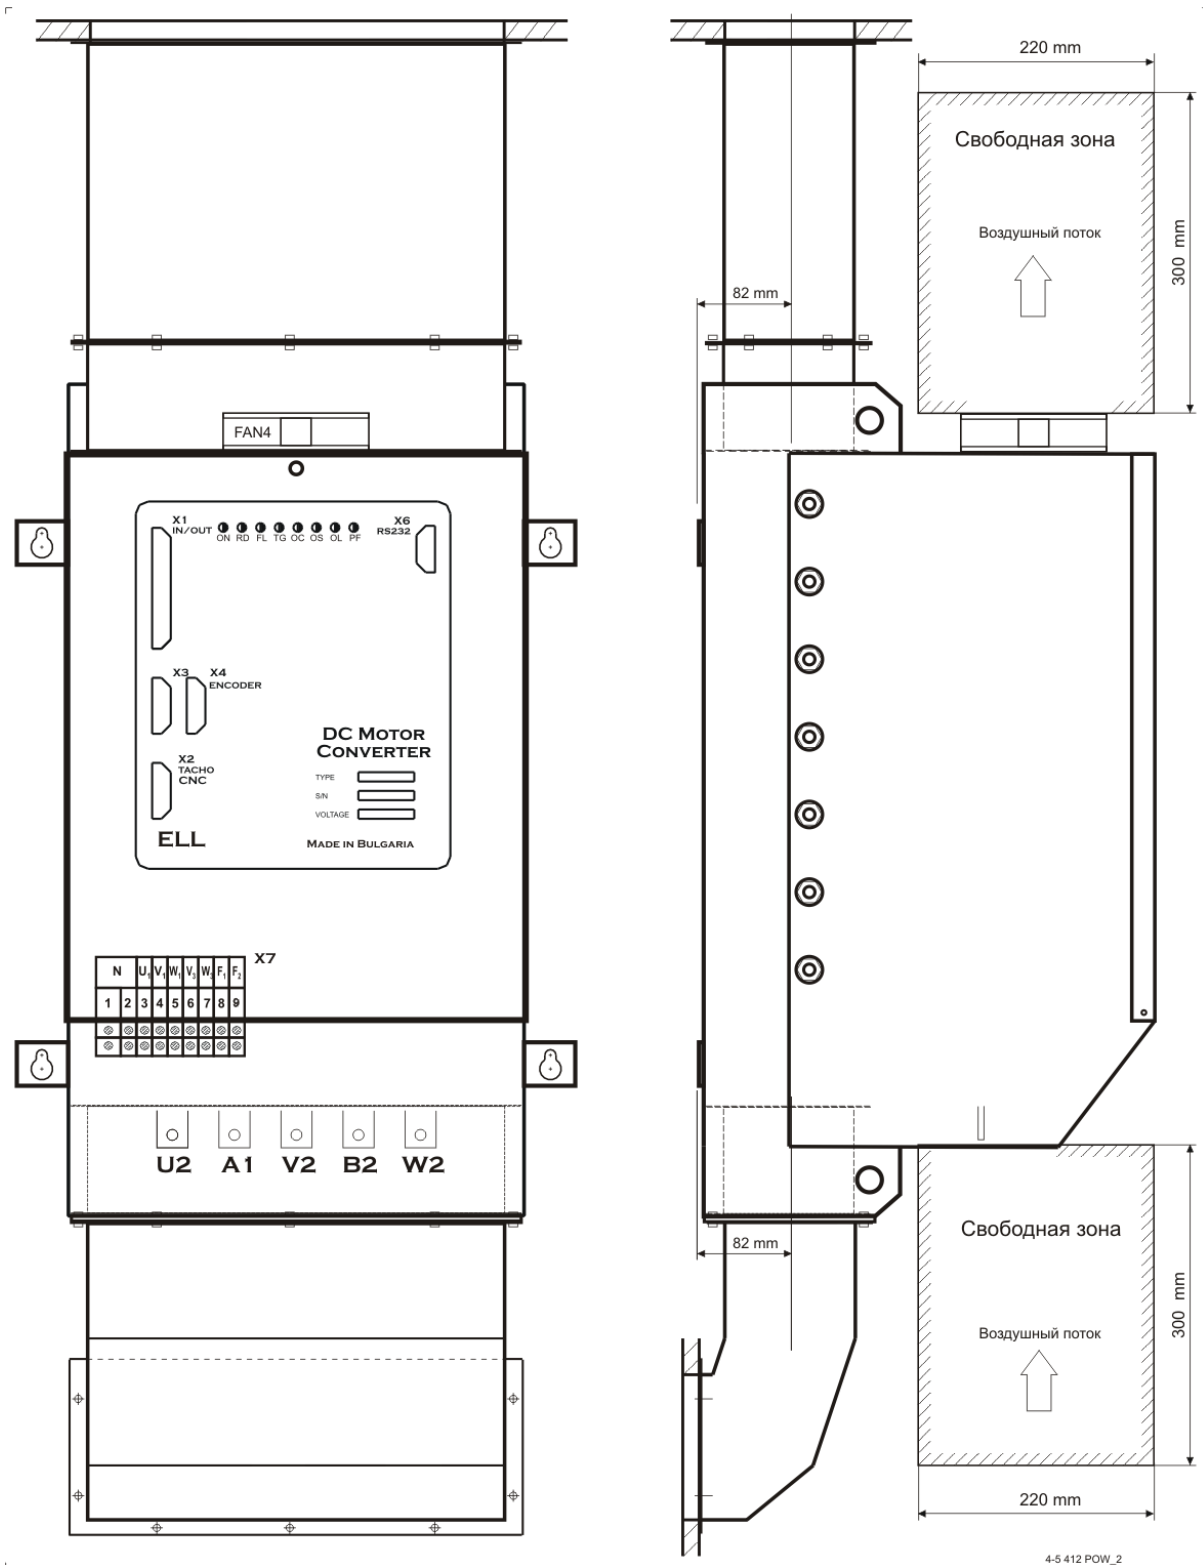 220 mm
Свободная зона
Воздушный поток
300 mm
82 mm
FAN4
X1
IN/OUT
ON RD FL TG OC OS OL PF
X6
RS232
X3 X4
ENCODER
X2
TACHO
CNC
DC MOTOR
CONVERTER
TYPE
S/N
VOLTAGE
ELL
MADE IN BULGARIA
X7
N U1 V1 W1 V3 W3 F1 F2
1 2 3 4 5 6 7 8 9
U2 A1 V2 B2 W2
82 mm
Свободная зона
Воздушный поток
300 mm
220 mm
4-5 412 POW_2